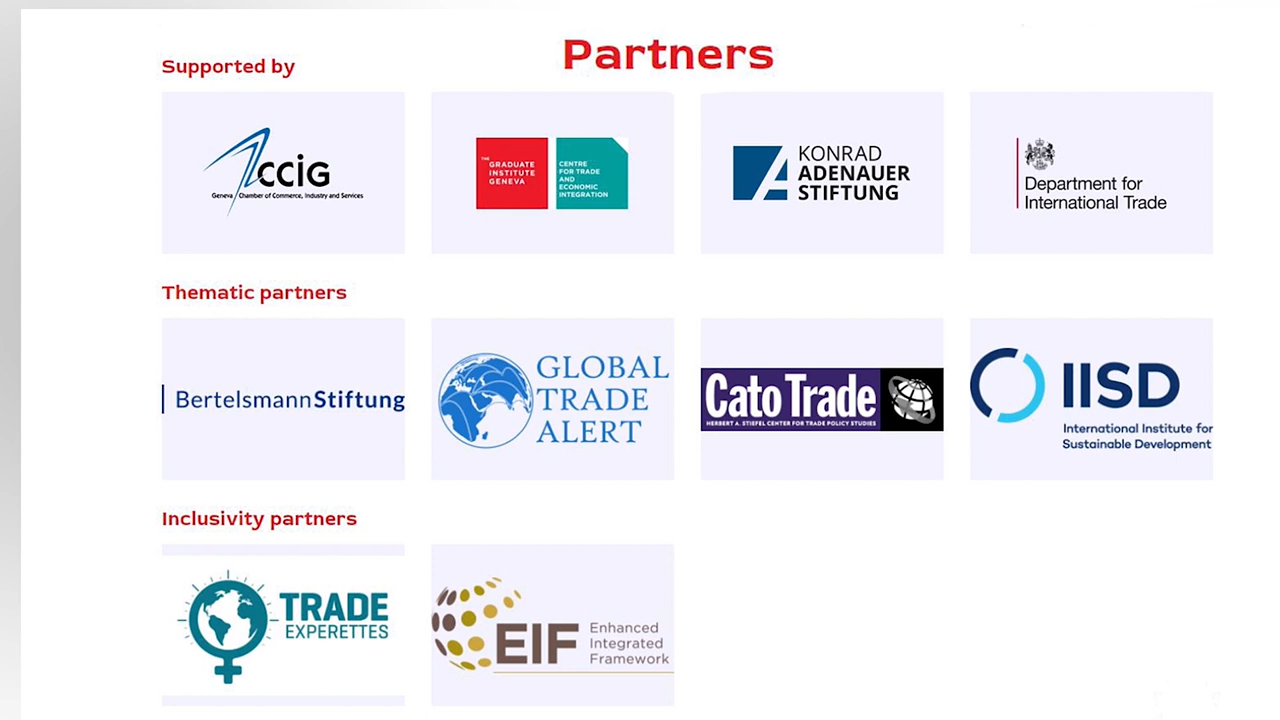 Partners
Supported by
CCIG
Geneva Chamber of Commerce, Industry and Services
THE
GRADUATE
INSTITUTE
GENEVA
CENTRE
FOR TRADE
AND
ECONOMIC
INTEGRATION
KONRAD
ADENAUER
STIFTUNG
Department for
International Trade
Thematic partners
BertelsmannStiftung
GLOBAL
TRADE
ALERT
Cato Trade
HERBERT A. STIEFEL CENTER FOR TRADE POLICY STUDIES
IISD
International Institute for
Sustainable Development
Inclusivity partners
TRADE
EXPERETTES
EIF
Enhanced
Integrated
Framework